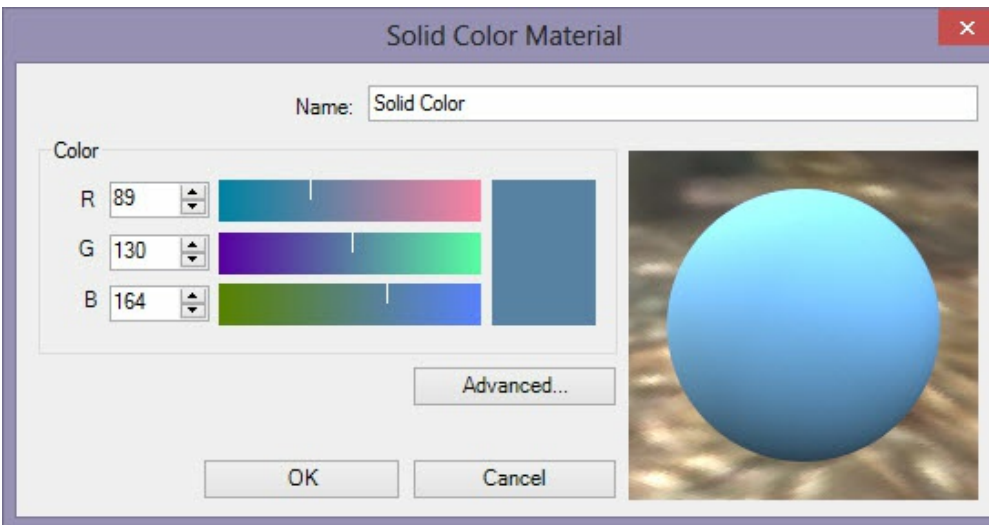 Solid Color Material
Name: Solid Color
Color
R 89
G 130
B 164
Advanced...
OK Cancel